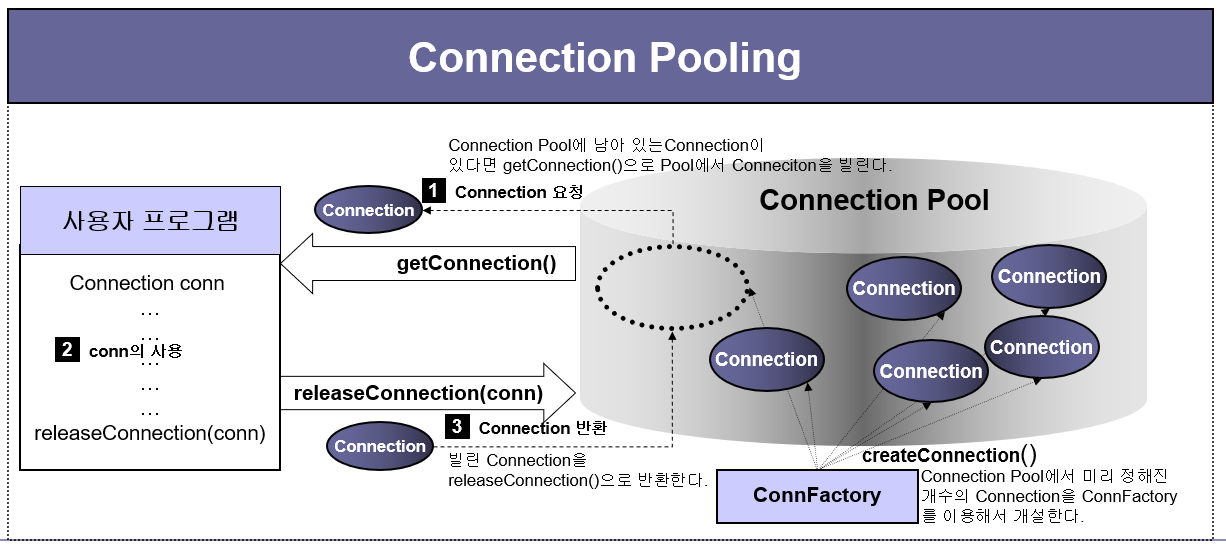 Connection Pooling
Connection Pool에 남아 있는Connection이
있다면 getConnection()으로 Pool에서 Conneciton을 빌린다.
1 Connection 요청
Connection
사용자 프로그램
getConnection()
Connection conn
...
...
2 conn의 사용
...
...
...
releaseConnection(conn)
releaseConnection(conn)
3 Connection 반환
Connection
빌린 Connection을
releaseConnection()으로 반환한다.
Connection Pool
Connection
Connection
Connection
Connection
Connection
createConnection()
ConnFactory
Connection Pool에서 미리 정해진
개수의 Connection을 ConnFactory
를 이용해서 개설한다.